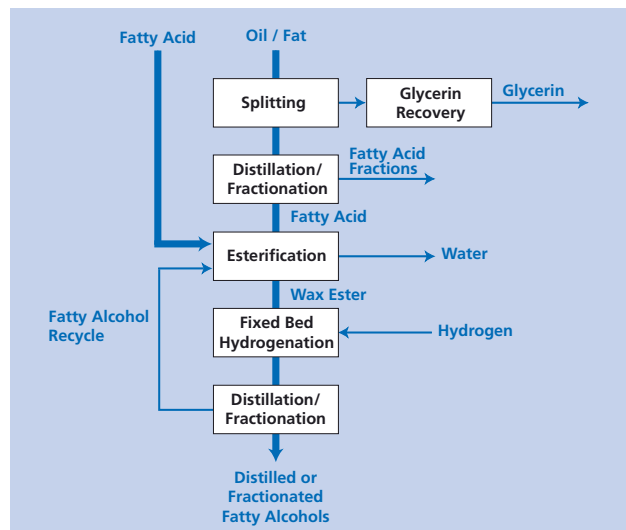 Fatty Acid
Oil / Fat
Splitting
Glycerin
Recovery
Glycerin
Distillation/
Fractionation
Fatty Acid
Fractions
Fatty Acid
Esterification
Water
Wax Ester
Fatty Alcohol
Recycle
Fixed Bed
Hydrogenation
Hydrogen
Distillation/
Fractionation
Distilled or
Fractionated
Fatty Alcohols